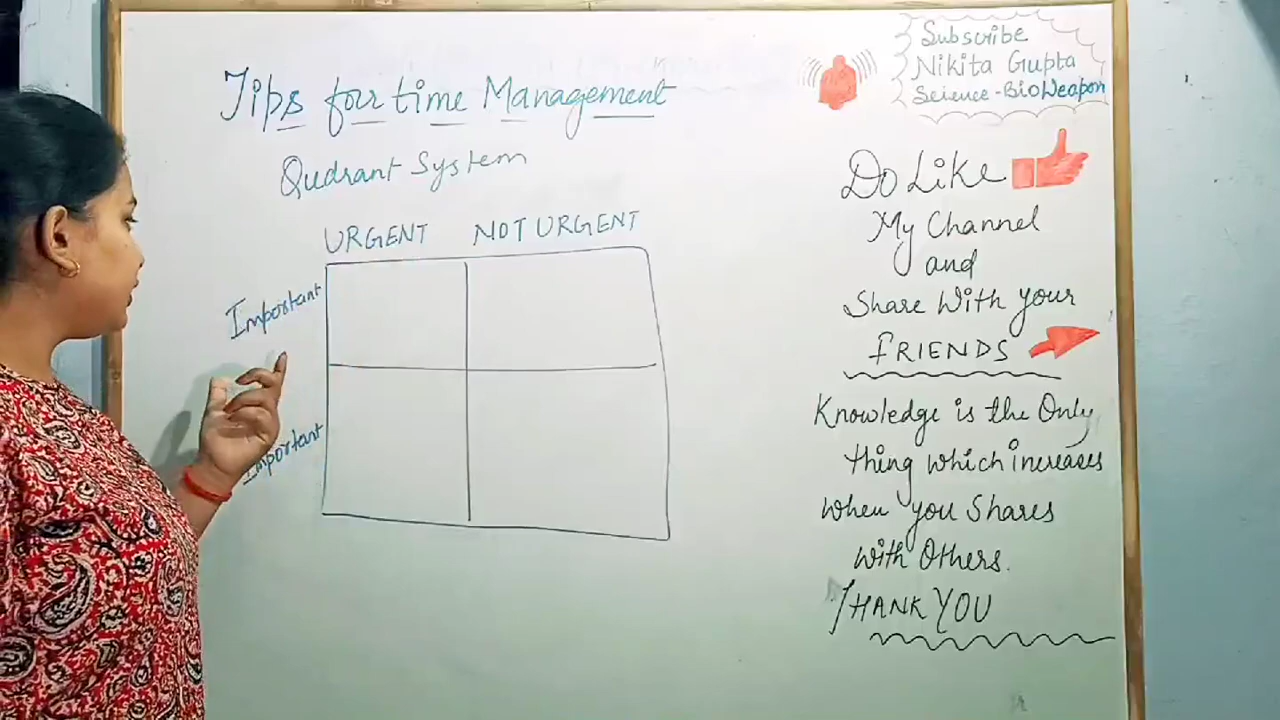 Tips for time Management
Qudrant System
URGENT NOT URGENT
Important
Important
Subscribe
Nikita Gupta
Science-BioWeapon
Do Like
My Channel
and
Share With your
FRIENDS
Knowledge is the Only
thing which increases
when you Shares
with Others.
THANK YOU